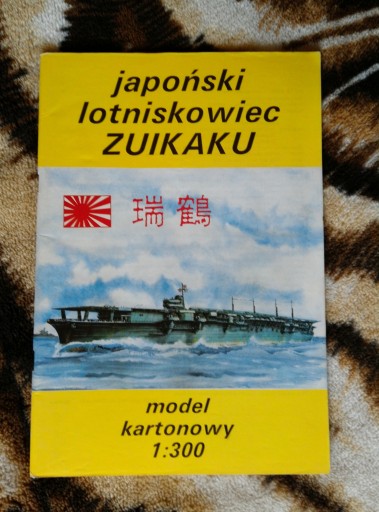 japoński
lotniskowiec
ZUIKAKU
瑞鶴
model
kartonowy
1:300